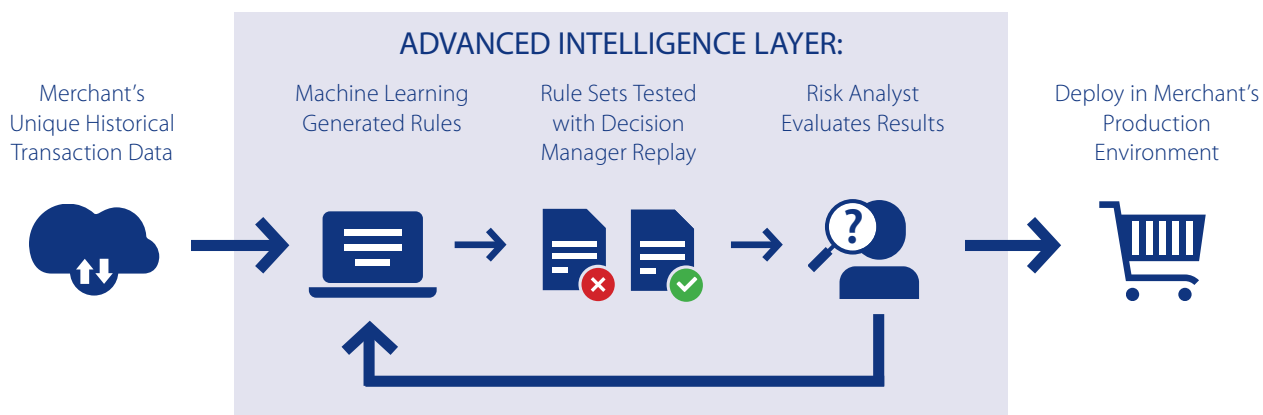 ADVANCED INTELLIGENCE LAYER:
Merchant's
Unique Historical
Transaction Data
Machine Learning
Generated Rules
Rule Sets Tested
with Decision
Manager Replay
Risk Analyst
Evaluates Results
Deploy in Merchant's
Production
Environment
?